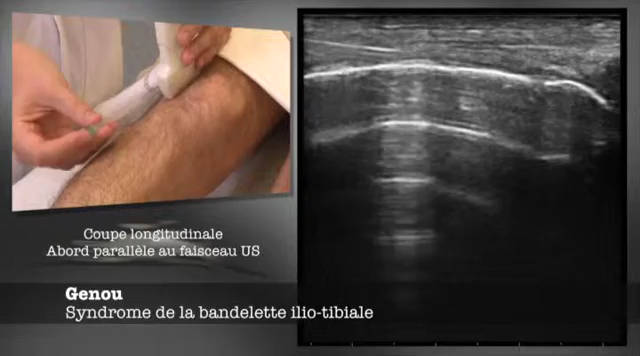 Coupe longitudinale
Abord parallèle au faisceau US
Genou
Syndrome de la bandelette ilio-tibiale